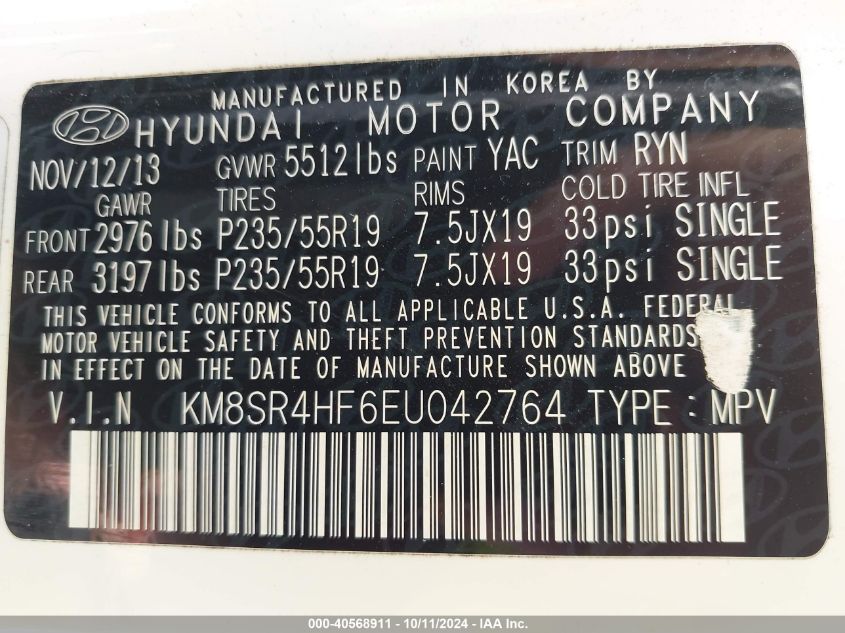 MANUFACTURED IN KOREA BY
HYUNDAI MOTOR COMPANY
NOV/12/13 GVWR 5512lbs PAINT YAC TRIM RYN
GAWR TIRES RIMS COLD TIRE INFL
FRONT 2976lbs P235/55R19 7.5JX19 33psi SINGLE
REAR 3197lbs P235/55R19 7.5JX19 33psi SINGLE
THIS VEHICLE CONFORMS TO ALL APPLICABLE U.S.A. FEDERAL
MOTOR VEHICLE SAFETY AND THEFT PREVENTION STANDARDS
IN EFFECT ON THE DATE OF MANUFACTURE SHOWN ABOVE
V.I.N KM8SR4HF6EU042764 TYPE : MPV
000-40568911 - 10/11/2024 - IAA Inc.